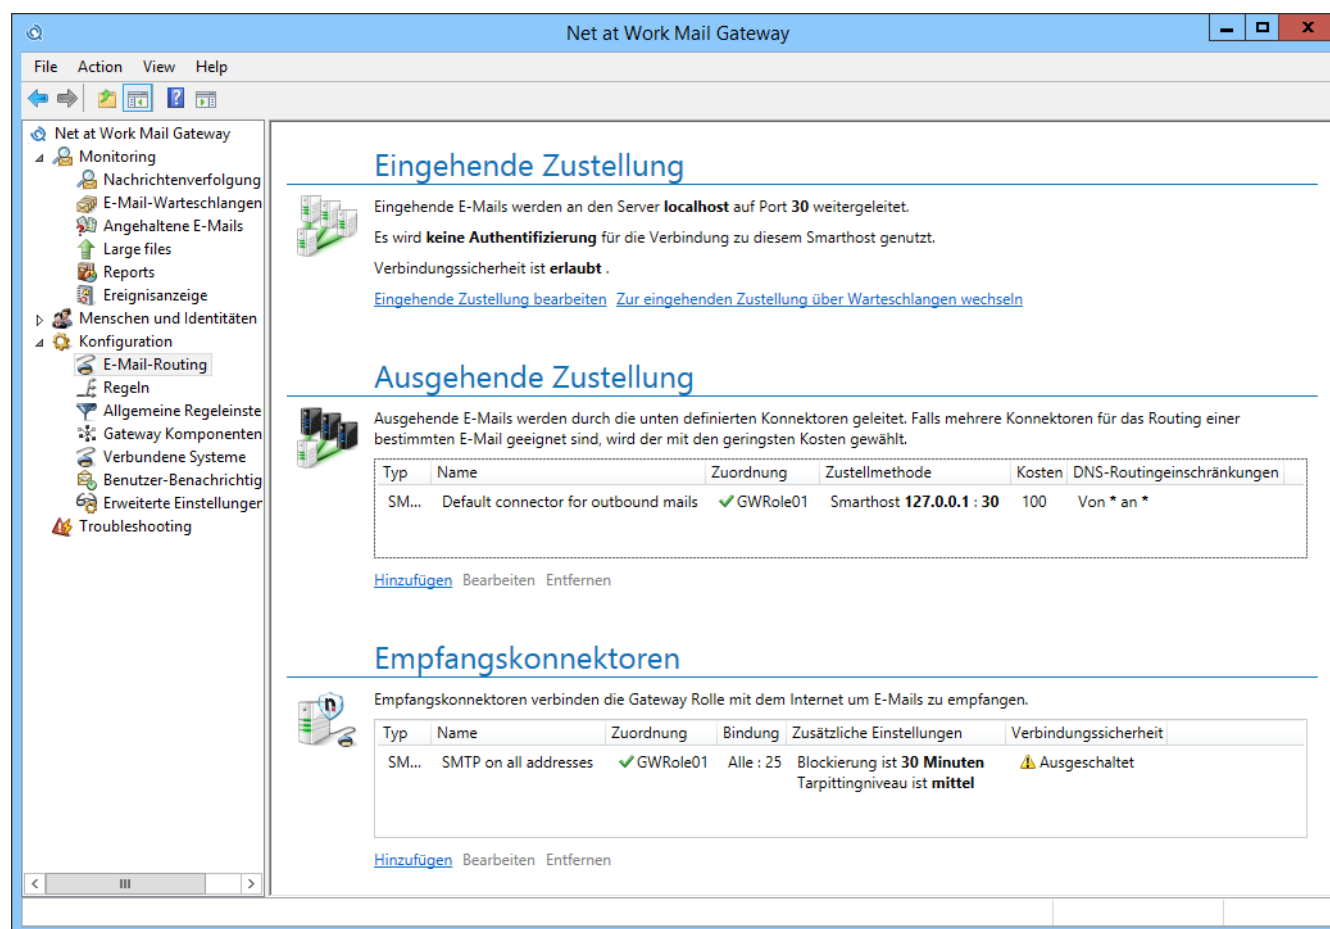 Net at Work Mail Gateway
File Action View Help
Net at Work Mail Gateway
Monitoring
Nachrichtenverfolgung
E-Mail-Warteschlangen
Angehaltene E-Mails
Large files
Reports
Ereignisanzeige
Menschen und Identitäten
Konfiguration
E-Mail-Routing
Regeln
Allgemeine Regeleinste
Gateway Komponenten
Verbundene Systeme
Benutzer-Benachrichtig
Erweiterte Einstellunger
Troubleshooting
Eingehende Zustellung
Eingehende E-Mails werden an den Server localhost auf Port 30 weitergeleitet.
Es wird keine Authentifizierung für die Verbindung zu diesem Smarthost genutzt.
Verbindungssicherheit ist erlaubt .
Eingehende Zustellung bearbeiten Zur eingehenden Zustellung über Warteschlangen wechseln
Ausgehende Zustellung
Ausgehende E-Mails werden durch die unten definierten Konnektoren geleitet. Falls mehrere Konnektoren für das Routing einer
bestimmten E-Mail geeignet sind, wird der mit den geringsten Kosten gewählt.
Typ Name Zuordnung Zustellmethode Kosten DNS-Routingeinschränkungen
SM... Default connector for outbound mails GWRole01 Smarthost 127.0.0.1 : 30 100 Von * an *
Hinzufügen Bearbeiten Entfernen
Empfangskonnektoren
Empfangskonnektoren verbinden die Gateway Rolle mit dem Internet um E-Mails zu empfangen.
Typ Name Zuordnung Bindung Zusätzliche Einstellungen Verbindungssicherheit
SM... SMTP on all addresses GWRole01 Alle : 25 Blockierung ist 30 Minuten Ausgeschaltet
Tarpittingniveau ist mittel
Hinzufügen Bearbeiten Entfernen